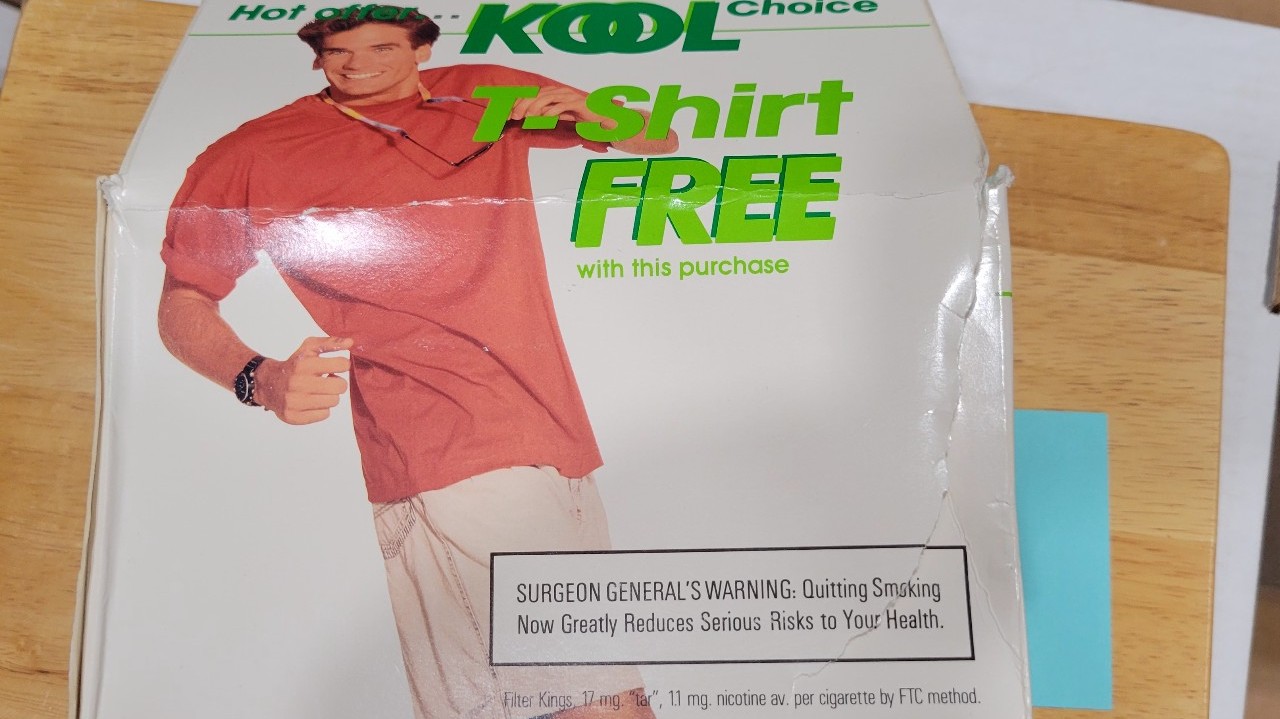 Hot offer... KOOL Choice
T-Shirt
FREE
with this purchase
SURGEON GENERAL'S WARNING: Quitting Smoking
Now Greatly Reduces Serious Risks to Your Health.
Filter Kings, 17 mg. "tar", 1.1 mg. nicotine av. per cigarette by FTC method.